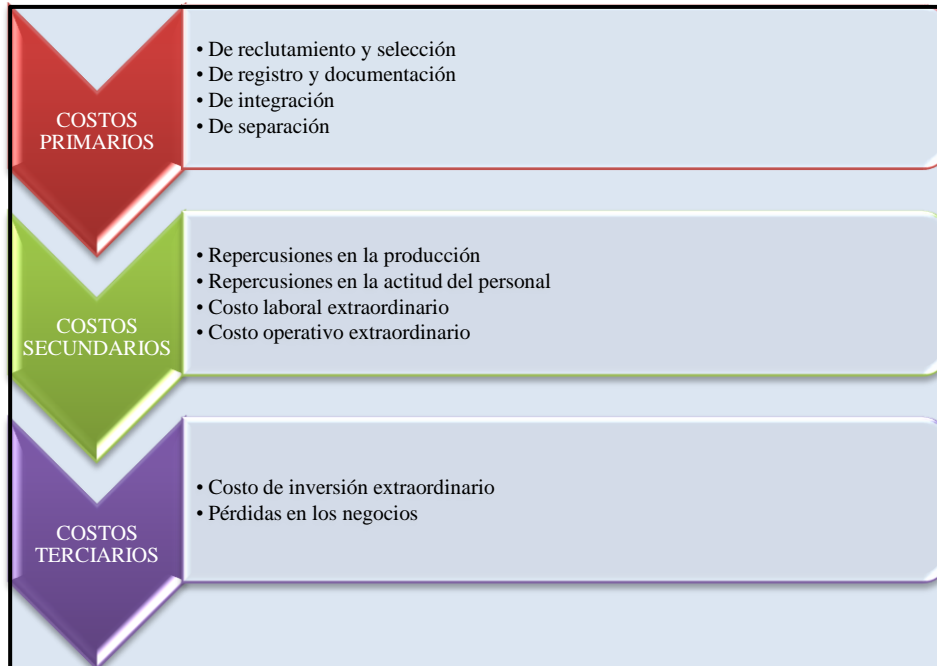 COSTOS
PRIMARIOS
• De reclutamiento y selección
• De registro y documentación
• De integración
• De separación
COSTOS
SECUNDARIOS
• Repercusiones en la producción
• Repercusiones en la actitud del personal
• Costo laboral extraordinario
• Costo operativo extraordinario
COSTOS
TERCIARIOS
• Costo de inversión extraordinario
• Pérdidas en los negocios